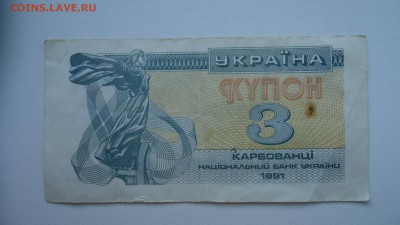 COINS.LAVE.RU
УКРАЇНА
КУПОН
3
КАРБОВАНЦІ
НАЦІОНАЛЬНИЙ БАНК УКРАЇНИ
1991